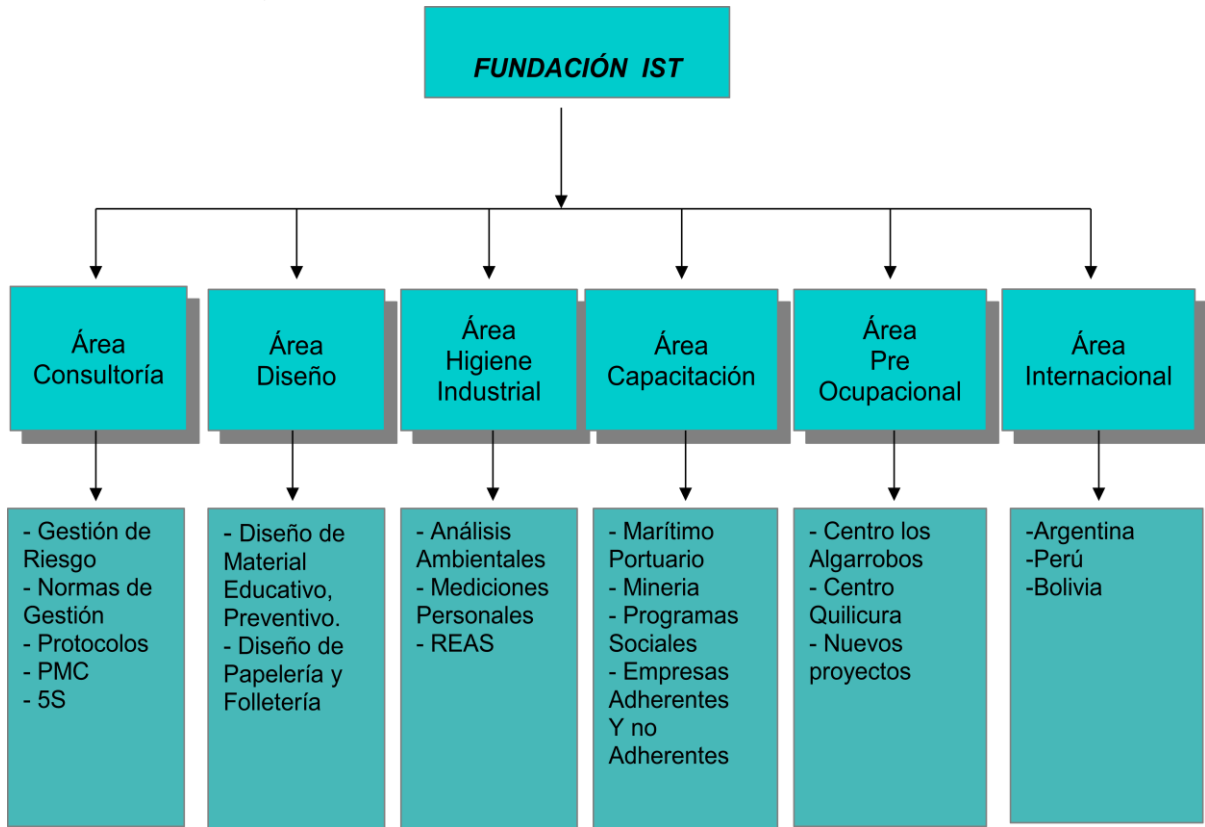 FUNDACIÓN IST
Área
Consultoría
Área
Diseño
Área
Higiene
Industrial
Área
Capacitación
Área
Pre
Ocupacional
Área
Internacional
- Gestión de
Riesgo
- Normas de
Gestión
- Protocolos
- PMC
- 5S
- Diseño de
Material
Educativo,
Preventivo.
- Diseño de
Papelería y
Folletería
- Análisis
Ambientales
- Mediciones
Personales
- REAS
- Marítimo
Portuario
- Mineria
- Programas
Sociales
- Empresas
Adherentes
Y no
Adherentes
- Centro los
Algarrobos
- Centro
Quilicura
- Nuevos
proyectos
-Argentina
-Perú
-Bolivia